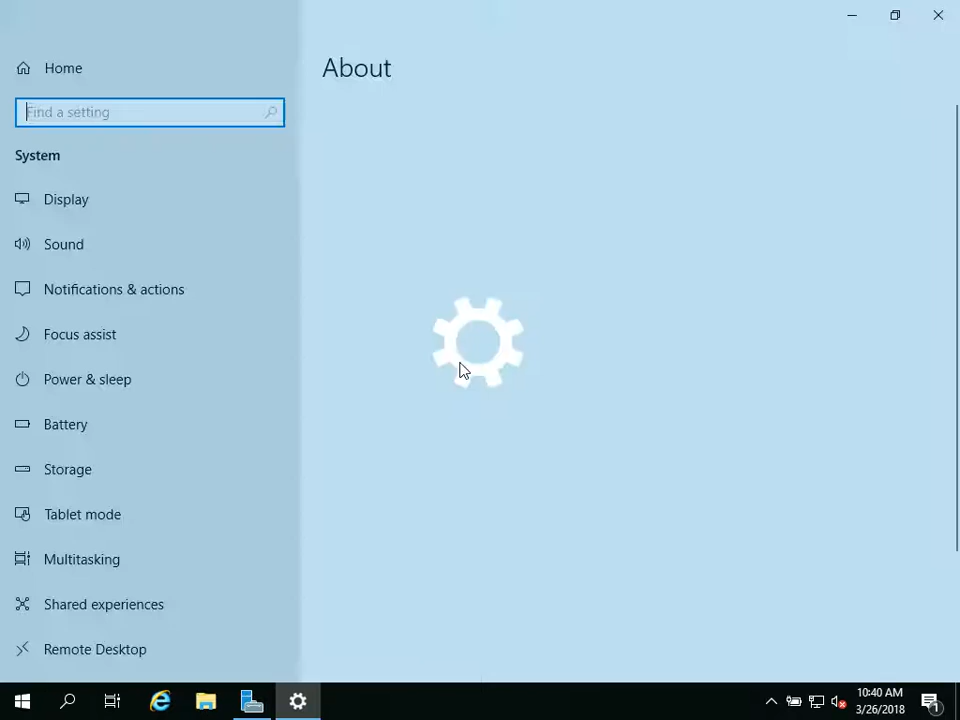 Home
About
Find a setting
System
Display
Sound
Notifications & actions
Focus assist
Power & sleep
Battery
Storage
Tablet mode
Multitasking
Shared experiences
Remote Desktop
10:40 AM
3/26/2018
1